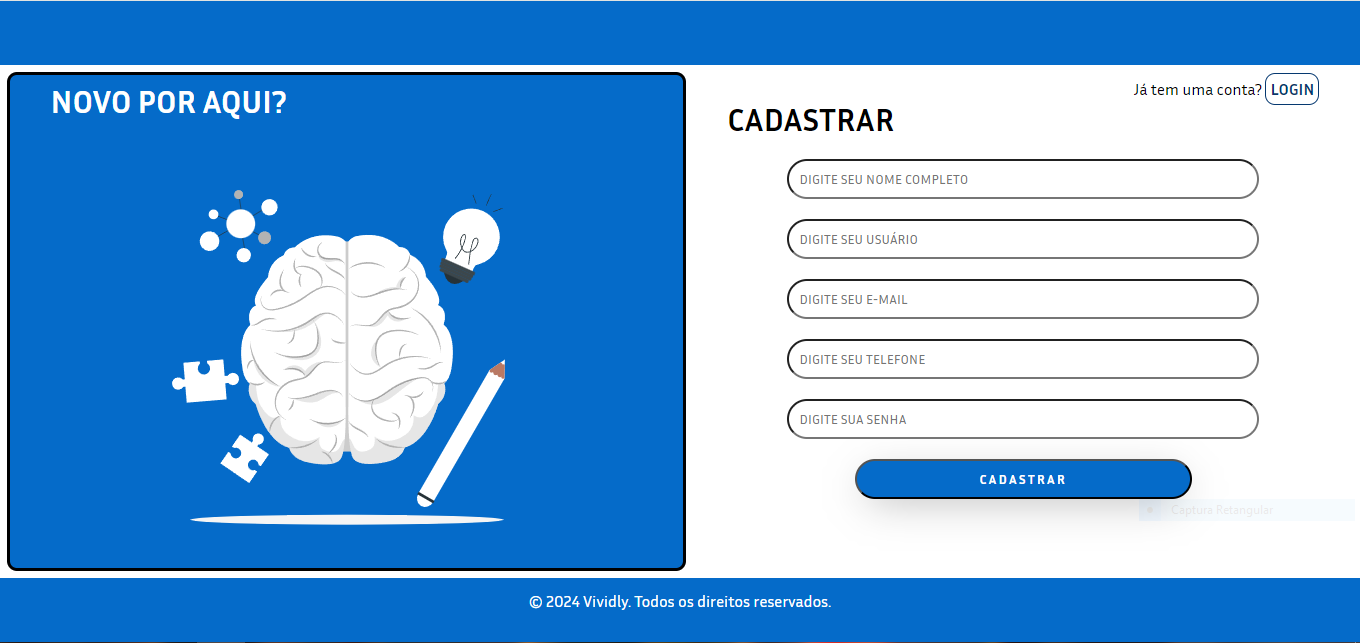 NOVO POR AQUI?
Já tem uma conta? LOGIN
CADASTRAR
DIGITE SEU NOME COMPLETO
DIGITE SEU USUÁRIO
DIGITE SEU E-MAIL
DIGITE SEU TELEFONE
DIGITE SUA SENHA
CADASTRAR
Captura Retangular
© 2024 Vividly. Todos os direitos reservados.